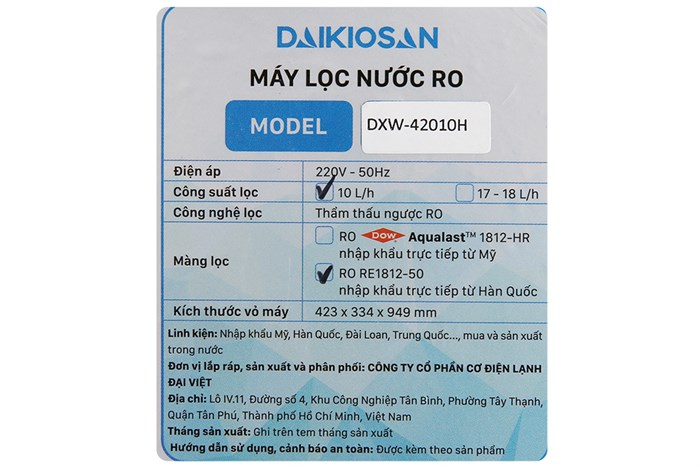 DAIKIOSAN
MÁY LỌC NƯỚC RO
MODEL DXW-42010H
Điện áp 220V - 50Hz
Công suất lọc 10 L/h 17 - 18 L/h
Công nghệ lọc Thẩm thấu ngược RO
RO Dow Aqualast™ 1812-HR
nhập khẩu trực tiếp từ Mỹ
Màng lọc
RO RE1812-50
nhập khẩu trực tiếp từ Hàn Quốc
Kích thước vỏ máy 423 x 334 x 949 mm
Linh kiện: Nhập khẩu Mỹ, Hàn Quốc, Đài Loan, Trung Quốc..., mua và sản xuất
trong nước
Đơn vị lắp ráp, sản xuất và phân phối: CÔNG TY CỔ PHẦN CƠ ĐIỆN LẠNH
ĐẠI VIỆT
Địa chỉ: Lô IV.11, Đường số 4, Khu Công Nghiệp Tân Bình, Phường Tây Thạnh,
Quận Tân Phú, Thành phố Hồ Chí Minh, Việt Nam
Tháng sản xuất: Ghi trên tem tháng sản xuất
Hướng dẫn sử dụng, cảnh báo an toàn: Được kèm theo sản phẩm